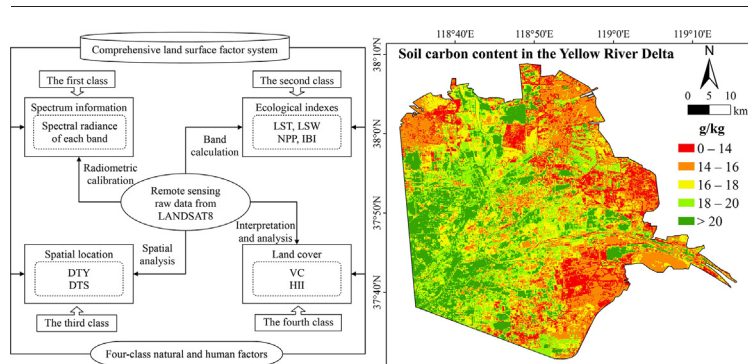 Comprehensive land surface factor system
The first class
Spectrum information
Spectral radiance
of each band
The second class
Ecological indexes
LST, LSW
NPP, IBI
Band
calculation
Radiometric
calibration
Remote sensing
raw data from
LANDSAT8
Spatial
analysis
Interpretation
and analysis
Spatial location
DTY
DTS
The third class
Land cover
VC
HII
The fourth class
Four-class natural and human factors
118°40'E
118°50'E
119°0'E
119°10'E
38°10'N
38°0'N
37°50'N
37°40'N
Soil carbon content in the Yellow River Delta
N
0 5 10
km
g/kg
0 – 14
14 – 16
16 – 18
18 – 20
> 20